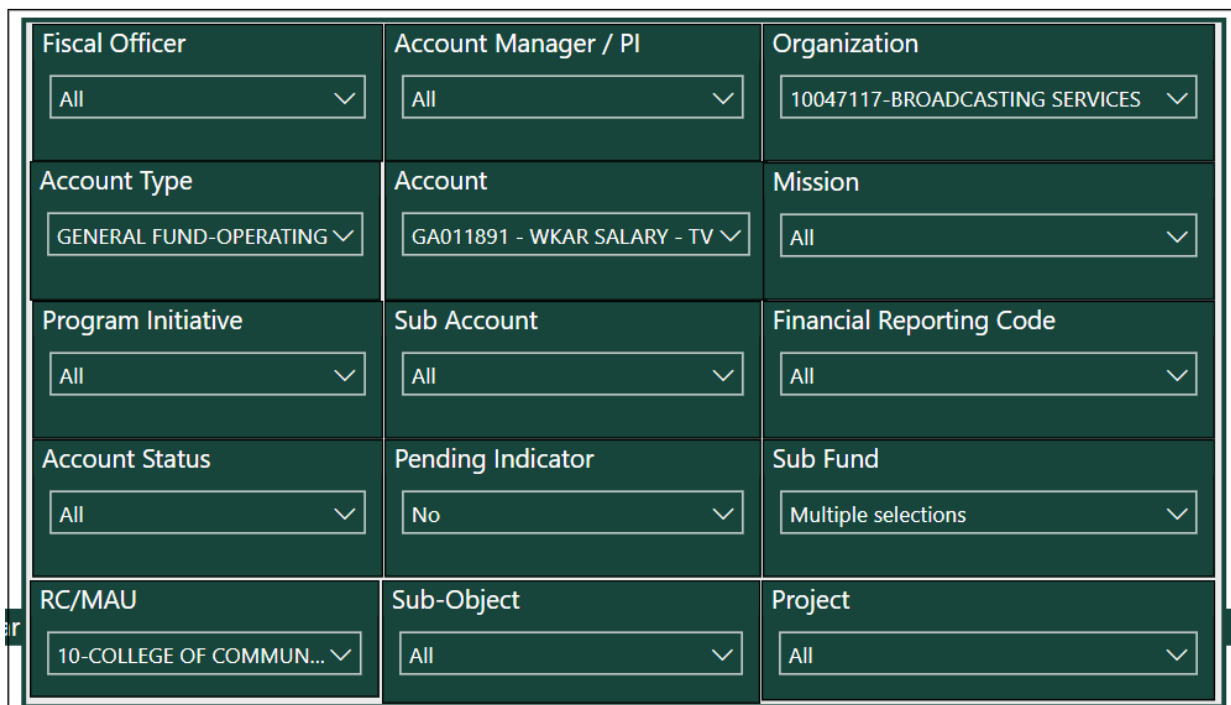 Fiscal Officer
Account Manager / PI
Organization
All
All
10047117-BROADCASTING SERVICES
Account Type
Account
Mission
GENERAL FUND-OPERATING
GA011891 - WKAR SALARY - TV
All
Program Initiative
Sub Account
Financial Reporting Code
All
All
All
Account Status
Pending Indicator
Sub Fund
All
No
Multiple selections
RC/MAU
Sub-Object
Project
10-COLLEGE OF COMMUN...
All
All